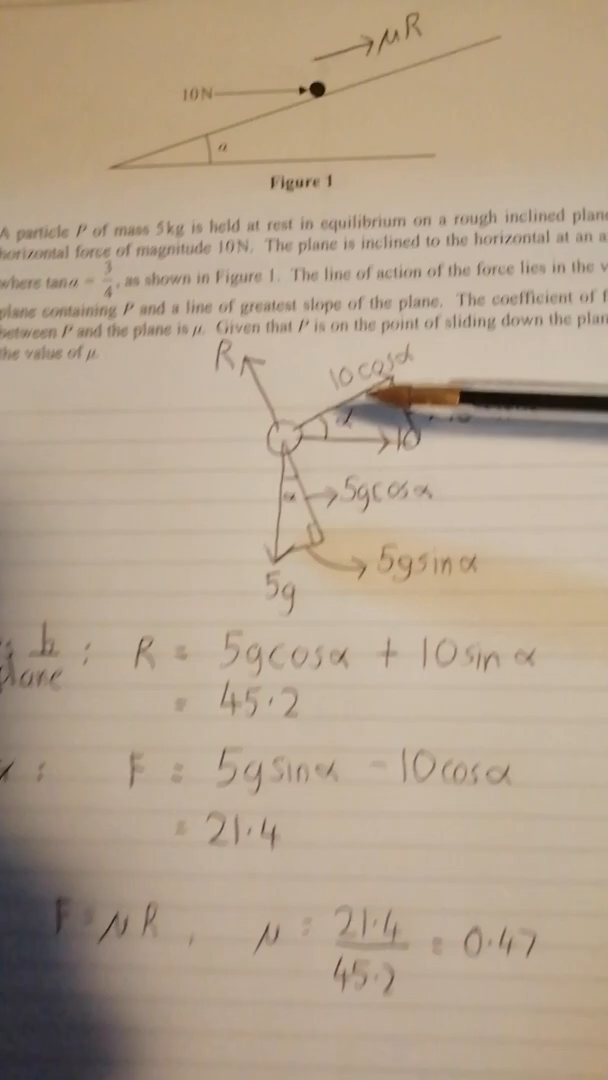 μR
10N
α
Figure 1
A particle P of mass 5kg is held at rest in equilibrium on a rough inclined plane
horizontal force of magnitude 10N. The plane is inclined to the horizontal at an
where tan α = 3/4, as shown in Figure 1. The line of action of the force lies in the
plane containing P and a line of greatest slope of the plane. The coefficient of
between P and the plane is μ. Given that P is on the point of sliding down the
the value of μ.
R
10cosα
α
10
α
5gcosα
5gsinα
5g
: R = 5gcosα + 10sinα
= 45.2
: F = 5gsinα - 10cosα
= 21.4
F = μR, μ = 21.4/45.2 = 0.47